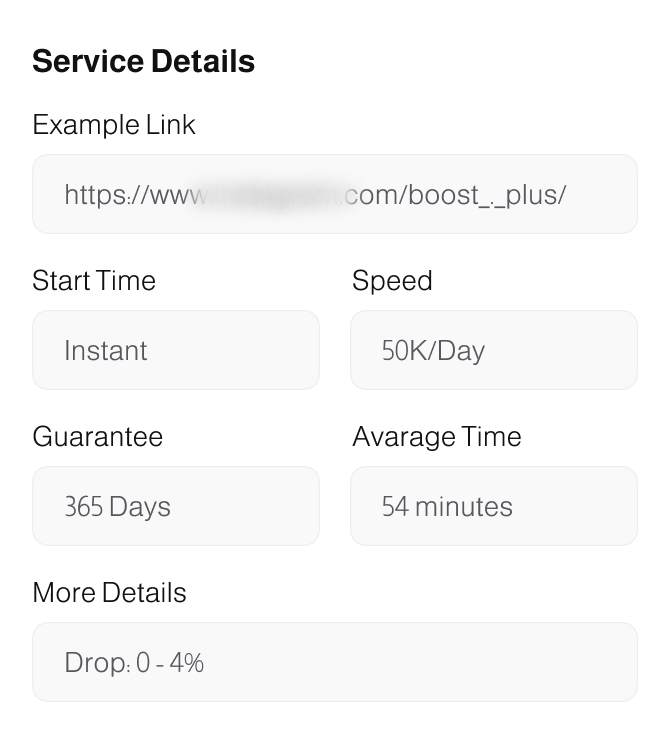 Service Details
Example Link
https://www com/boost_._plus/
Start Time
Speed
Instant
50K/Day
Guarantee
Avarage Time
365 Days
54 minutes
More Details
Drop: 0 - 4%